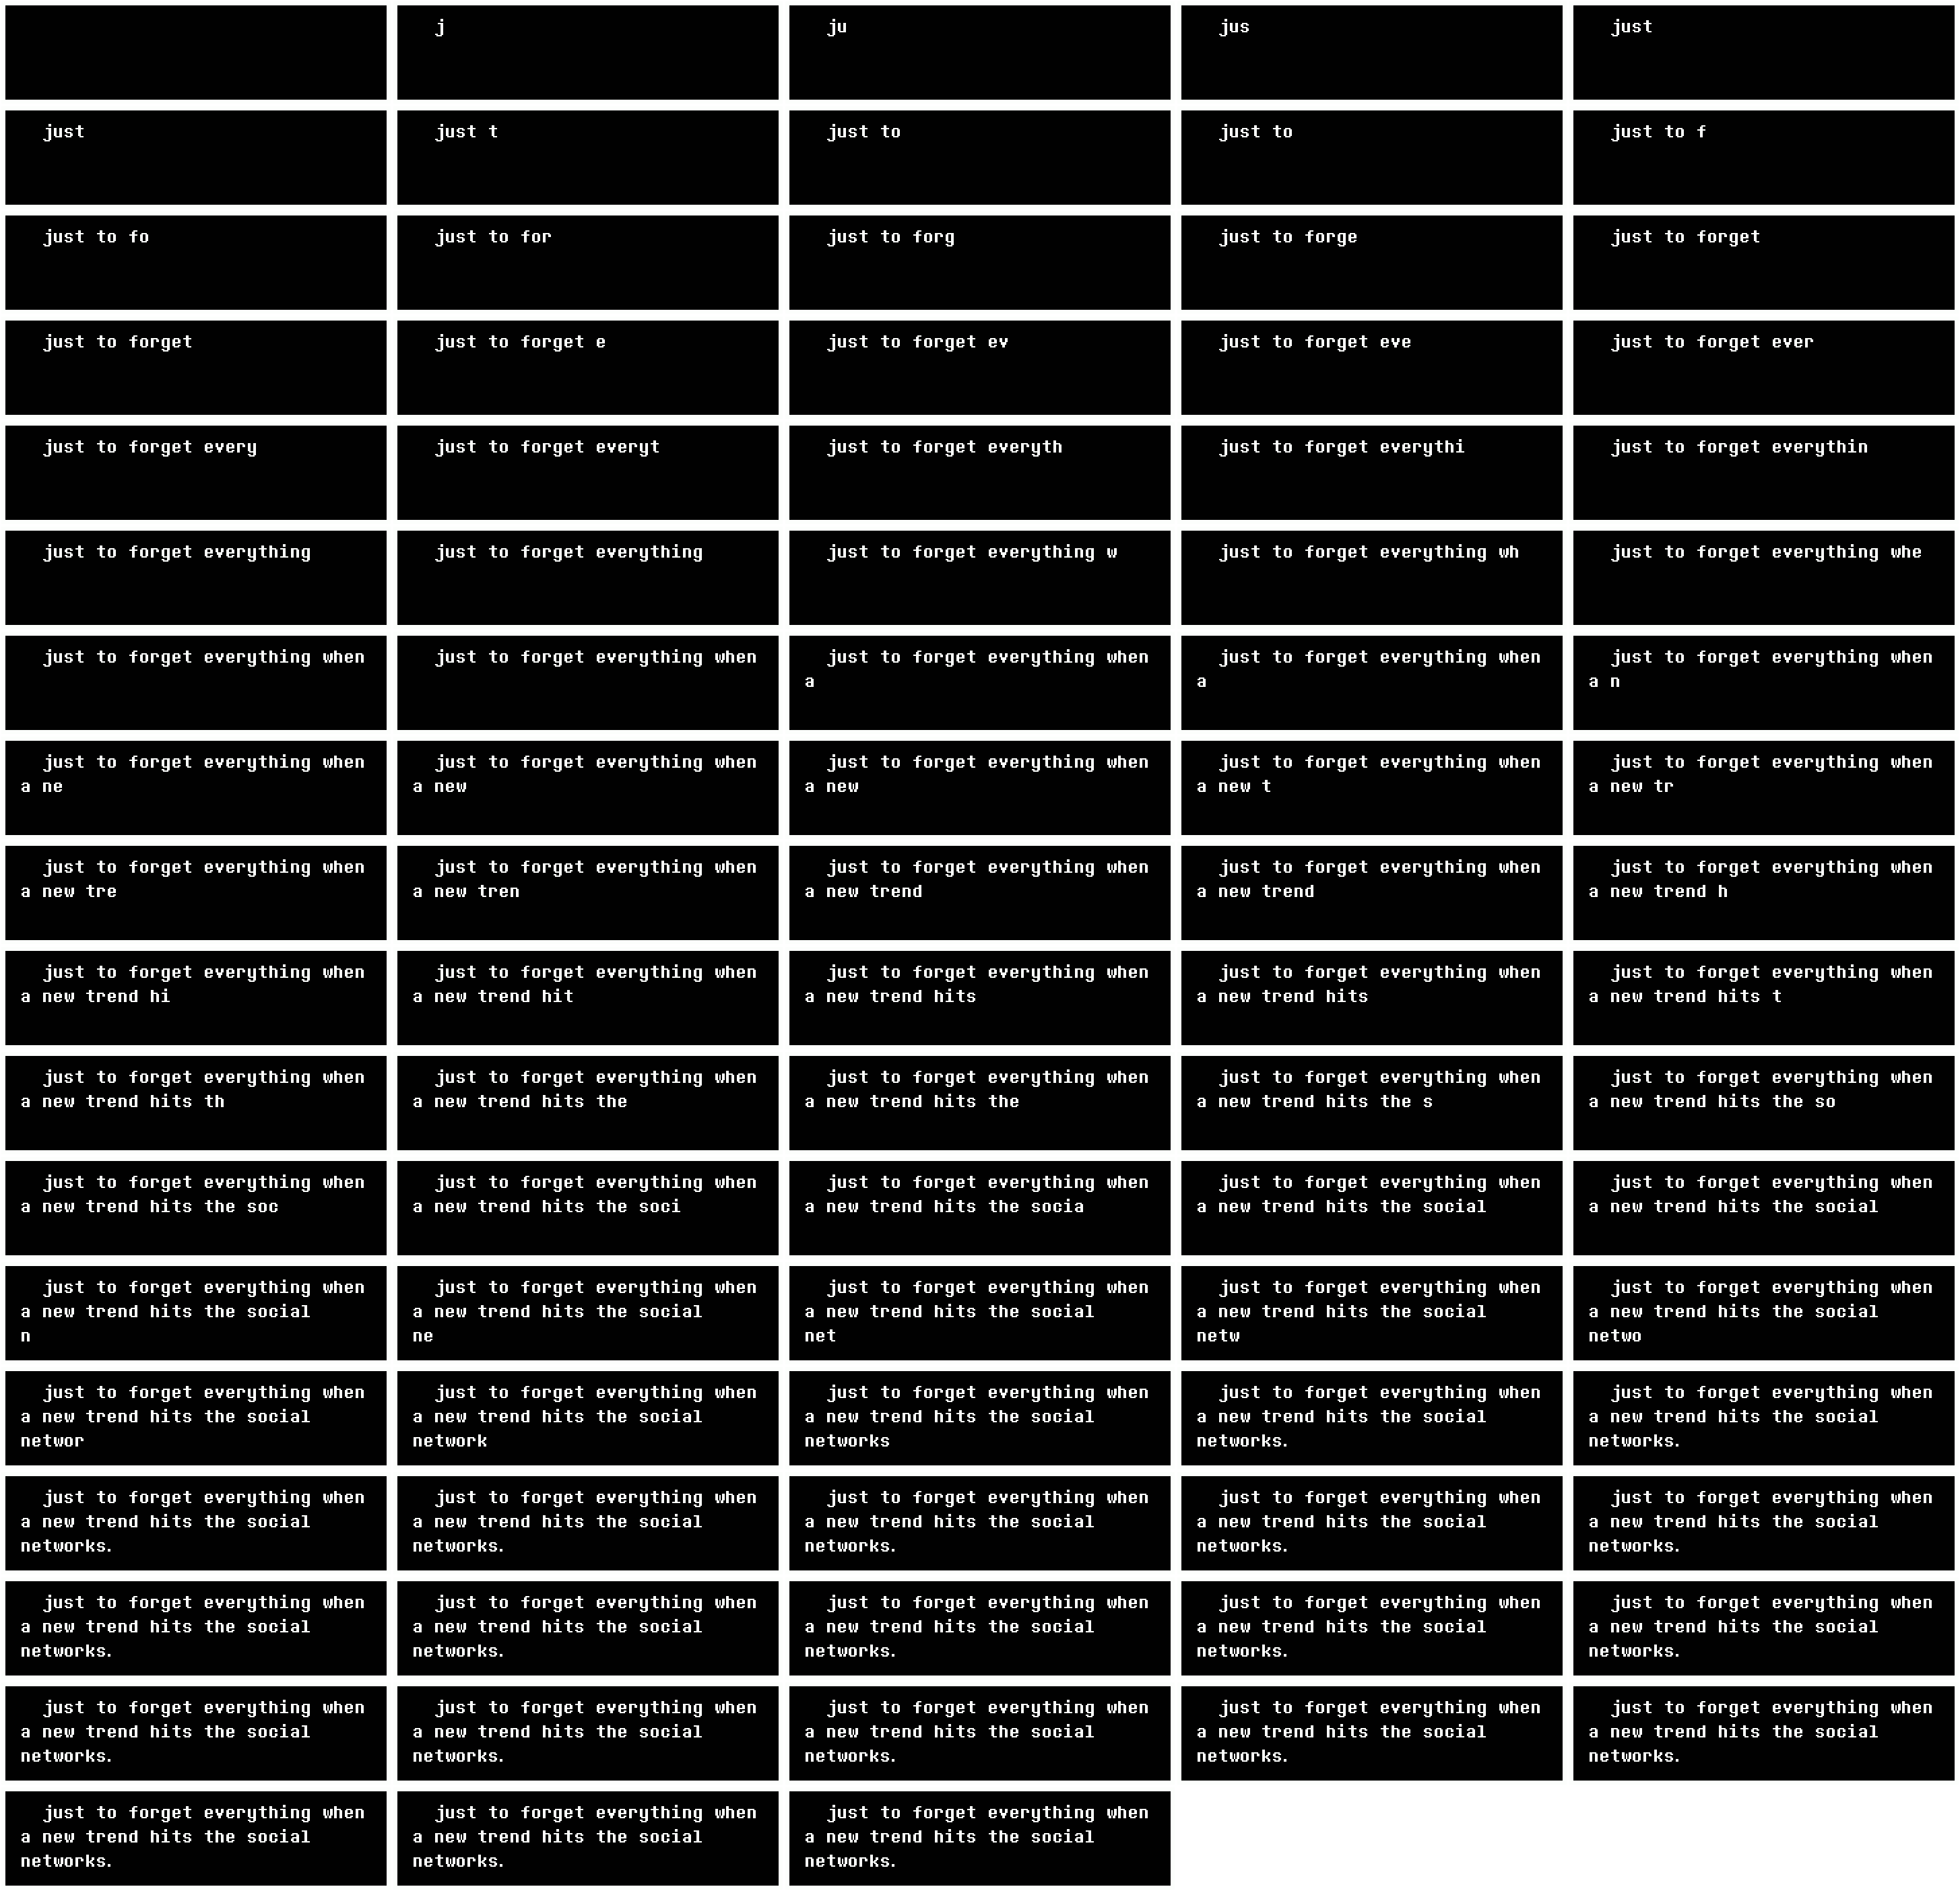 j
ju
jus
just
just
just t
just to
just to
just to f
just to fo
just to for
just to forg
just to forge
just to forget
just to forget
just to forget e
just to forget ev
just to forget eve
just to forget ever
just to forget every
just to forget everyt
just to forget everyth
just to forget everythi
just to forget everythin
just to forget everything
just to forget everything
just to forget everything w
just to forget everything wh
just to forget everything whe
just to forget everything when
just to forget everything when
just to forget everything when
a
just to forget everything when
a
just to forget everything when
a n
just to forget everything when
a ne
just to forget everything when
a new
just to forget everything when
a new
just to forget everything when
a new t
just to forget everything when
a new tr
just to forget everything when
a new tre
just to forget everything when
a new tren
just to forget everything when
a new trend
just to forget everything when
a new trend
just to forget everything when
a new trend h
just to forget everything when
a new trend hi
just to forget everything when
a new trend hit
just to forget everything when
a new trend hits
just to forget everything when
a new trend hits
just to forget everything when
a new trend hits t
just to forget everything when
a new trend hits th
just to forget everything when
a new trend hits the
just to forget everything when
a new trend hits the
just to forget everything when
a new trend hits the s
just to forget everything when
a new trend hits the so
just to forget everything when
a new trend hits the soc
just to forget everything when
a new trend hits the soci
just to forget everything when
a new trend hits the socia
just to forget everything when
a new trend hits the social
just to forget everything when
a new trend hits the social
just to forget everything when
a new trend hits the social
n
just to forget everything when
a new trend hits the social
ne
just to forget everything when
a new trend hits the social
net
just to forget everything when
a new trend hits the social
netw
just to forget everything when
a new trend hits the social
netwo
just to forget everything when
a new trend hits the social
networ
just to forget everything when
a new trend hits the social
network
just to forget everything when
a new trend hits the social
networks
just to forget everything when
a new trend hits the social
networks.
just to forget everything when
a new trend hits the social
networks.
just to forget everything when
a new trend hits the social
networks.
just to forget everything when
a new trend hits the social
networks.
just to forget everything when
a new trend hits the social
networks.
just to forget everything when
a new trend hits the social
networks.
just to forget everything when
a new trend hits the social
networks.
just to forget everything when
a new trend hits the social
networks.
just to forget everything when
a new trend hits the social
networks.
just to forget everything when
a new trend hits the social
networks.
just to forget everything when
a new trend hits the social
networks.
just to forget everything when
a new trend hits the social
networks.
just to forget everything when
a new trend hits the social
networks.
just to forget everything when
a new trend hits the social
networks.
just to forget everything when
a new trend hits the social
networks.
just to forget everything when
a new trend hits the social
networks.
just to forget everything when
a new trend hits the social
networks.
just to forget everything when
a new trend hits the social
networks.
just to forget everything when
a new trend hits the social
networks.
just to forget everything when
a new trend hits the social
networks.